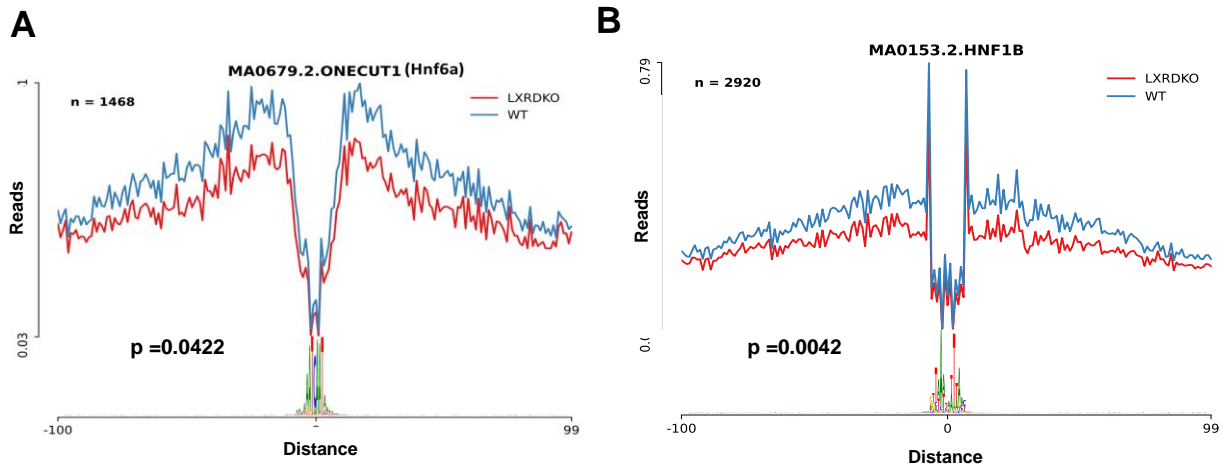 A
MA0679.2.ONECUT1 (Hnf6a)
n = 1468
LXRDKO
WT
1
Reads
0.03
p =0.0422
-100
99
Distance
B
MA0153.2.HNF1B
n = 2920
LXRDKO
WT
0.79
Reads
p =0.0042
-100
0
99
Distance